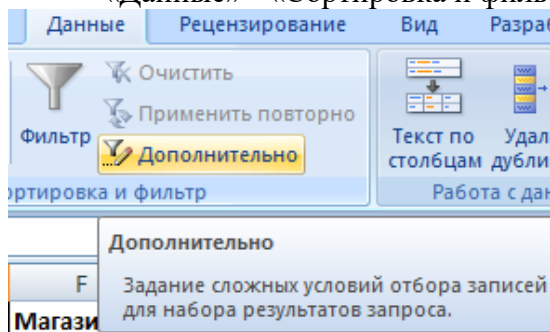 «Данные» «Сортировка и филь
Данные Рецензирование Вид Разраб
Очистить
Применить повторно
Фильтр
Дополнительно
Текст по столбцам
Удал
дубли
ортировка и фильтр
Работа с дан
Дополнительно
F
Задание сложных условий отбора записей
для набора результатов запроса.
Магази